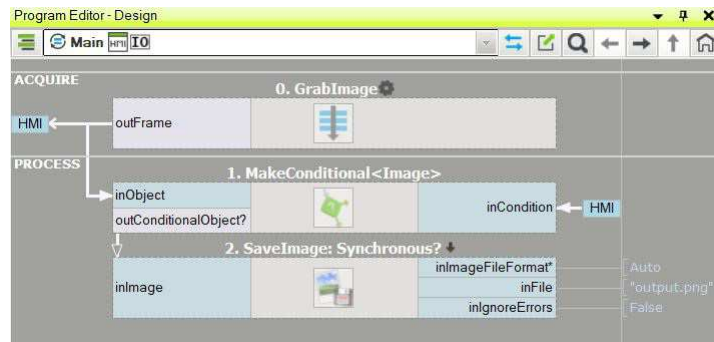 Program Editor - Design
Main HMI IO
ACQUIRE
0. GrabImage
HMI
outFrame
PROCESS
1. MakeConditional<Image>
inObject
inCondition
HMI
outConditionalObject?
2. SaveImage: Synchronous?
inImageFileFormat*
Auto
inImage
inFile
"output.png"
inIgnoreErrors
False